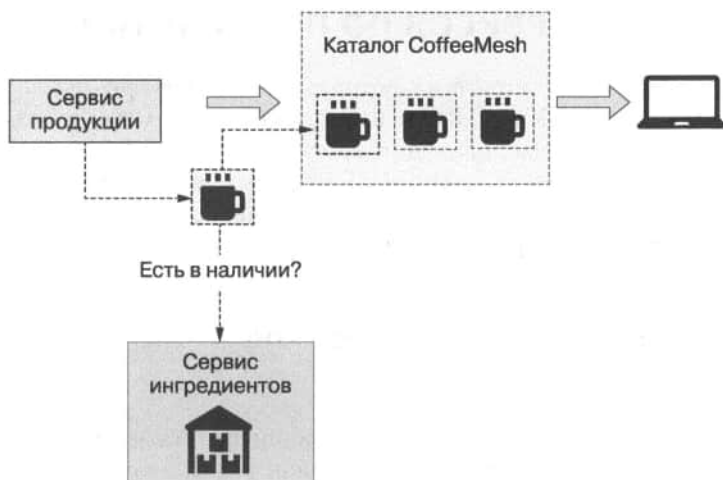 Каталог CoffeeMesh
Сервис
продукции
Есть в наличии?
Сервис
ингредиентов